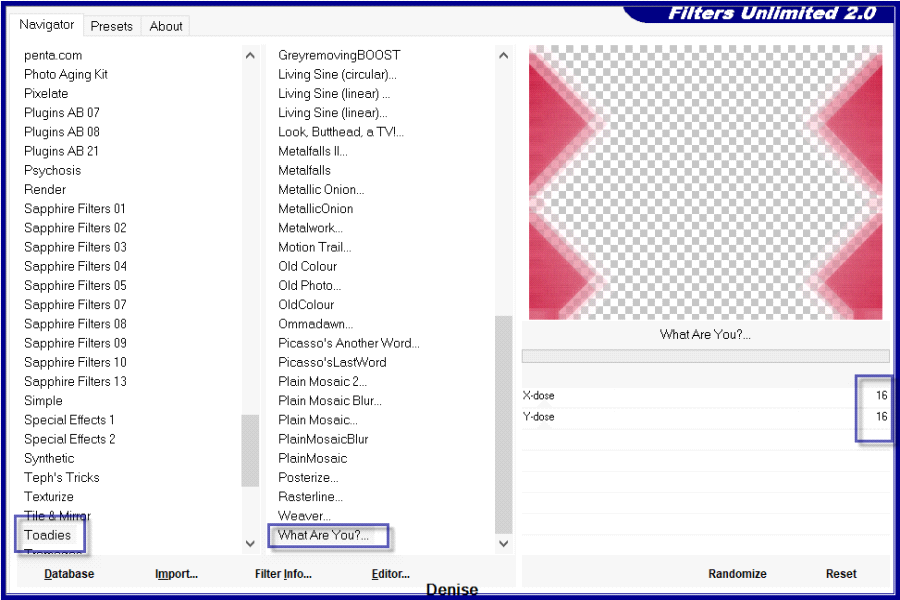 Filters Unlimited 2.0
Navigator
Presets
About
penta.com
Photo Aging Kit
Pixelate
Plugins AB 07
Plugins AB 08
Plugins AB 21
Psychosis
Render
Sapphire Filters 01
Sapphire Filters 02
Sapphire Filters 03
Sapphire Filters 04
Sapphire Filters 05
Sapphire Filters 07
Sapphire Filters 08
Sapphire Filters 09
Sapphire Filters 10
Sapphire Filters 13
Simple
Special Effects 1
Special Effects 2
Synthetic
Teph's Tricks
Texturize
Tile & Mirror
Toadies
GreyremovingBOOST
Living Sine (circular)...
Living Sine (linear) ...
Living Sine (linear)...
Look, Butthead, a TV!...
Metalfalls II...
Metalfalls
Metallic Onion...
MetallicOnion
Metalwork...
Motion Trail...
Old Colour
Old Photo...
OldColour
Ommadawn...
Picasso's Another Word...
Picasso'sLastWord
Plain Mosaic 2...
Plain Mosaic Blur...
Plain Mosaic...
PlainMosaicBlur
PlainMosaic
Posterize...
Rasterline...
Weaver...
What Are You?...
What Are You?...
X-dose 16
Y-dose 16
Database
Import...
Filter Info...
Editor...
Randomize
Reset
Denise